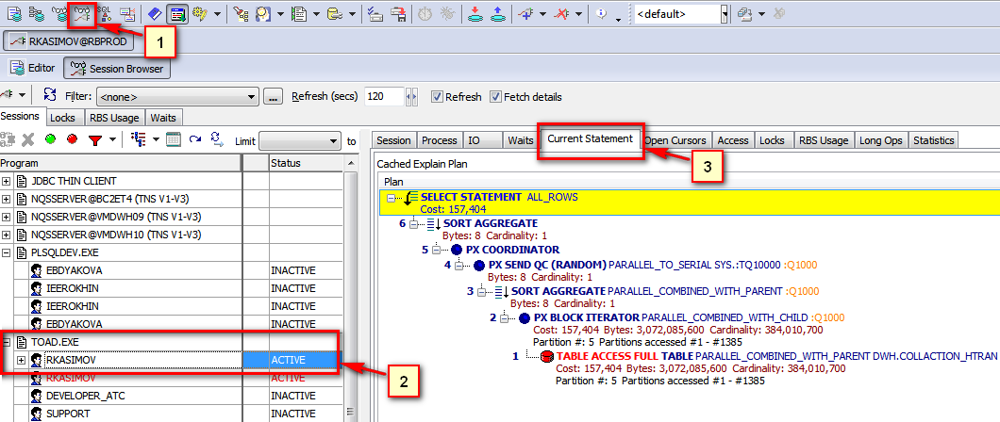 SQL
<default>
1
RKASIMOV@RBPROD
Editor
Session Browser
Filter:
<none>
...
Refresh (secs)
120
Refresh
Fetch details
Sessions
Locks
RBS Usage
Waits
Limit
to
Program
Status
JDBC THIN CLIENT
NQSSERVER@BC2ET4 (TNS V1-V3)
NQSSERVER@VMDWH09 (TNS V1-V3)
NQSSERVER@VMDWH10 (TNS V1-V3)
PLSQLDEV.EXE
EBDYAKOVA INACTIVE
IEEROKHIN INACTIVE
IEEROKHIN INACTIVE
EBDYAKOVA INACTIVE
TOAD.EXE
RKASIMOV ACTIVE
RKASIMOV ACTIVE
DEVELOPER_ATC INACTIVE
SUPPORT INACTIVE
2
Session
Process
IO
Waits
Current Statement
Open Cursors
Access
Locks
RBS Usage
Long Ops
Statistics
3
Cached Explain Plan
Plan
SELECT STATEMENT ALL_ROWS
Cost: 157,404
6 SORT AGGREGATE
Bytes: 8 Cardinality: 1
5 PX COORDINATOR
4 PX SEND QC (RANDOM) PARALLEL_TO_SERIAL SYS.:TQ10000 :Q1000
Bytes: 8 Cardinality: 1
3 SORT AGGREGATE PARALLEL_COMBINED_WITH_PARENT :Q1000
Bytes: 8 Cardinality: 1
2 PX BLOCK ITERATOR PARALLEL_COMBINED_WITH_CHILD :Q1000
Cost: 157,404 Bytes: 3,072,085,600 Cardinality: 384,010,700
Partition #: 5 Partitions accessed #1 - #1385
1 TABLE ACCESS FULL TABLE PARALLEL_COMBINED_WITH_PARENT DWH.COLLACTION_HTRAN
Cost: 157,404 Bytes: 3,072,085,600 Cardinality: 384,010,700
Partition #: 5 Partitions accessed #1 - #1385